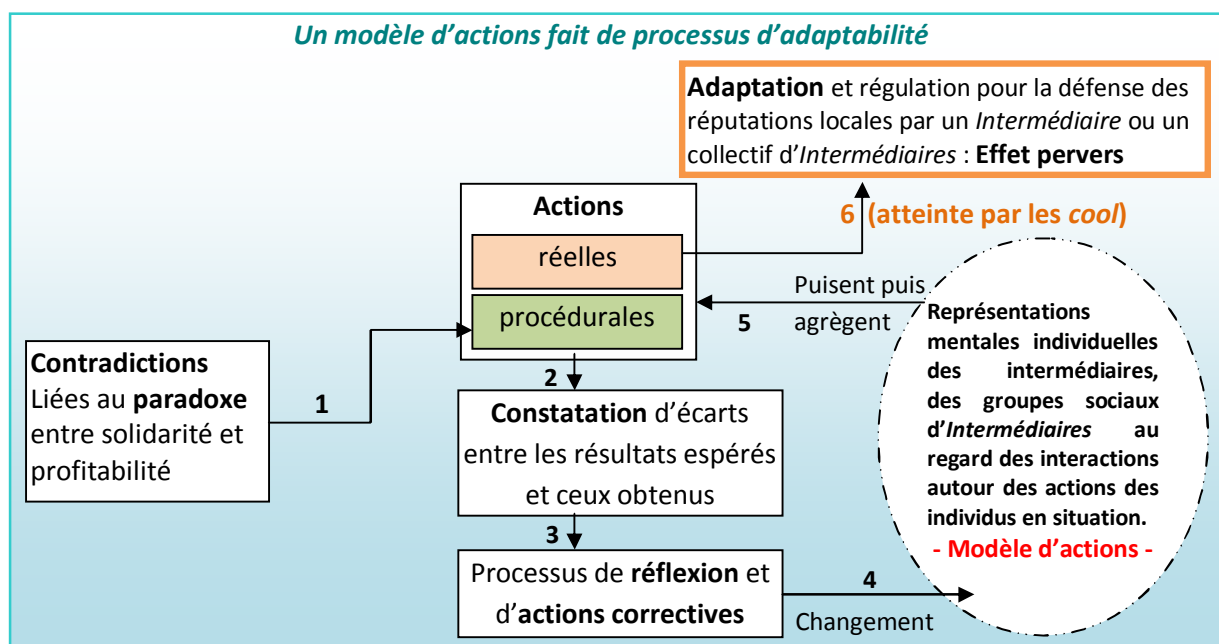 Un modèle d’actions fait de processus d’adaptabilité
Adaptation et régulation pour la défense des
réputations locales par un Intermédiaire ou un
collectif d’Intermédiaires : Effet pervers
6 (atteinte par les cool)
Actions
réelles
procédurales
Puisent puis
5
agrègent
Contradictions
Liées au paradoxe
entre solidarité et
profitabilité
1
2
Constatation d’écarts
entre les résultats espérés
et ceux obtenus
3
Processus de réflexion et
d’actions correctives
4
Changement
Représentations
mentales individuelles
des intermédiaires,
des groupes sociaux
d’Intermédiaires au
regard des interactions
autour des actions des
individus en situation.
- Modèle d’actions -